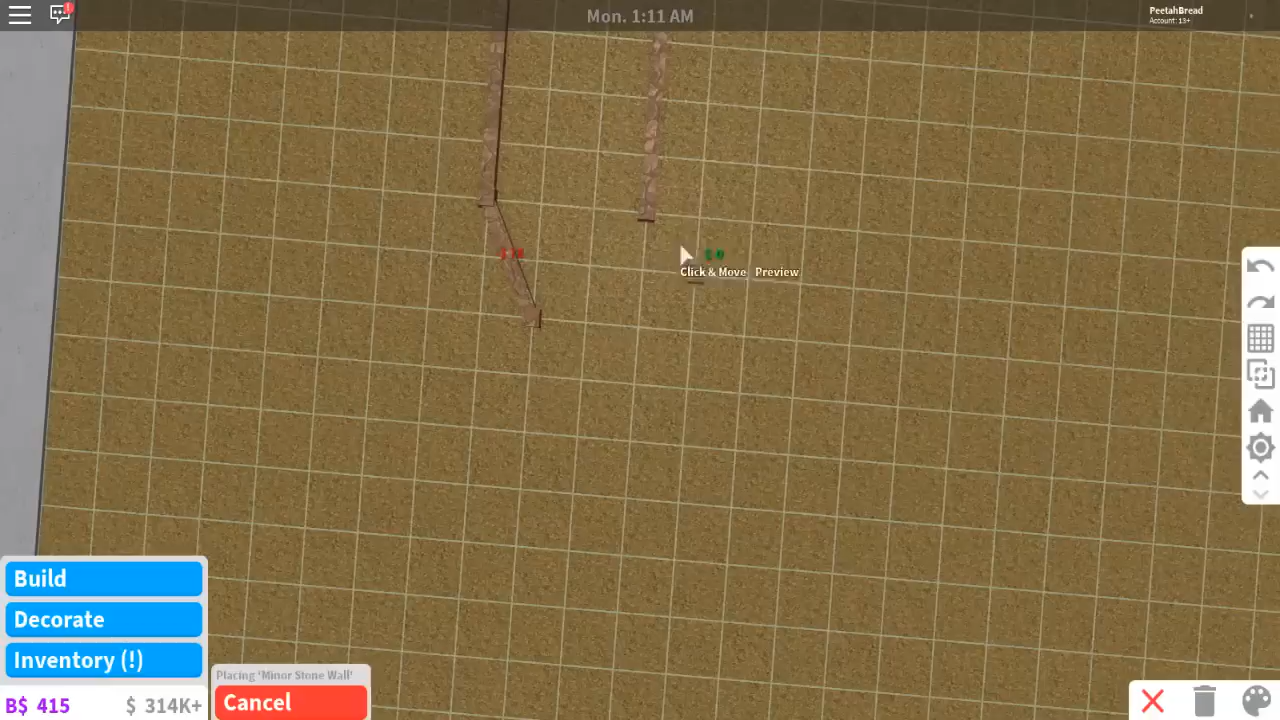 Mon. 1:11 AM
PeetahBread
Account: 13+
Click & Move Preview
Build
Decorate
Inventory (!)
B$ 415 $ 314K+
Placing 'Minor Stone Wall'
Cancel